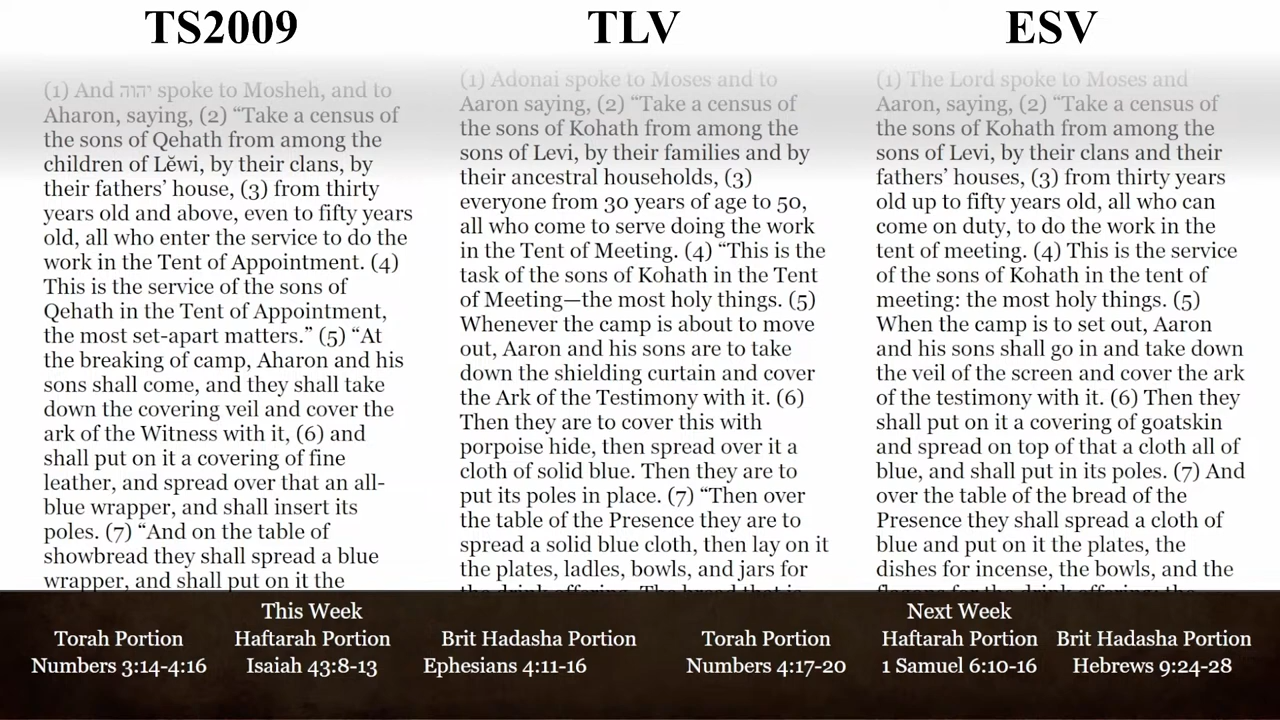 TS2009
(1) And יהוה spoke to Mosheh, and to
Aharon, saying, (2) “Take a census of
the sons of Qehath from among the
children of Lĕwi, by their clans, by
their fathers’ house, (3) from thirty
years old and above, even to fifty years
old, all who enter the service to do the
work in the Tent of Appointment. (4)
This is the service of the sons of
Qehath in the Tent of Appointment,
the most set-apart matters.” (5) “At
the breaking of camp, Aharon and his
sons shall come, and they shall take
down the covering veil and cover the
ark of the Witness with it, (6) and
shall put on it a covering of fine
leather, and spread over that an all-
blue wrapper, and shall insert its
poles. (7) “And on the table of
showbread they shall spread a blue
wrapper, and shall put on it the
TLV
(1) Adonai spoke to Moses and to
Aaron saying, (2) “Take a census of
the sons of Kohath from among the
sons of Levi, by their families and by
their ancestral households, (3)
everyone from 30 years of age to 50,
all who come to serve doing the work
in the Tent of Meeting. (4) “This is the
task of the sons of Kohath in the Tent
of Meeting—the most holy things. (5)
Whenever the camp is about to move
out, Aaron and his sons are to take
down the shielding curtain and cover
the Ark of the Testimony with it. (6)
Then they are to cover this with
porpoise hide, then spread over it a
cloth of solid blue. Then they are to
put its poles in place. (7) “Then over
the table of the Presence they are to
spread a solid blue cloth, then lay on it
the plates, ladles, bowls, and jars for
the drink offering. The bread that is
ESV
(1) The Lord spoke to Moses and
Aaron, saying, (2) “Take a census of
the sons of Kohath from among the
sons of Levi, by their clans and their
fathers’ houses, (3) from thirty years
old up to fifty years old, all who can
come on duty, to do the work in the
tent of meeting. (4) This is the service
of the sons of Kohath in the tent of
meeting: the most holy things. (5)
When the camp is to set out, Aaron
and his sons shall go in and take down
the veil of the screen and cover the ark
of the testimony with it. (6) Then they
shall put on it a covering of goatskin
and spread on top of that a cloth all of
blue, and shall put in its poles. (7) And
over the table of the bread of the
Presence they shall spread a cloth of
blue and put on it the plates, the
dishes for incense, the bowls, and the
flagons for the drink offering; the
This Week
Torah Portion Haftarah Portion Brit Hadasha Portion
Numbers 3:14-4:16 Isaiah 43:8-13 Ephesians 4:11-16
Next Week
Torah Portion Haftarah Portion Brit Hadasha Portion
Numbers 4:17-20 1 Samuel 6:10-16 Hebrews 9:24-28